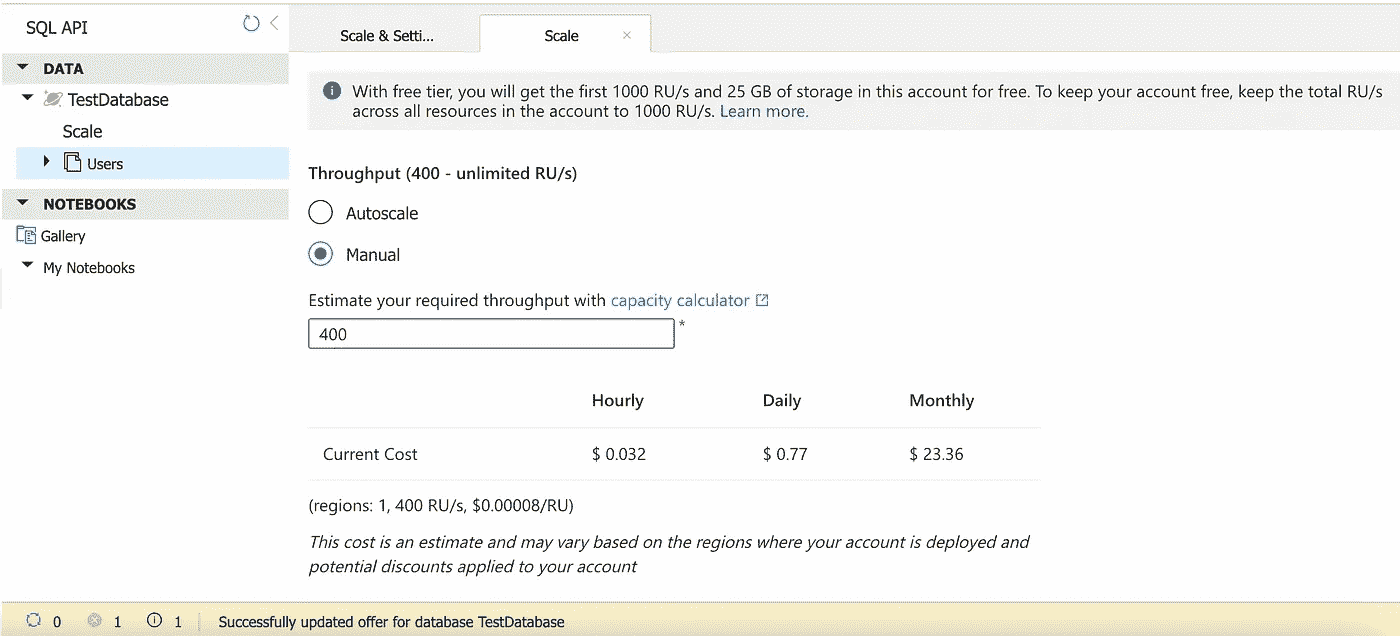 SQL API
Scale & Setti...
Scale
DATA
TestDatabase
Scale
Users
NOTEBOOKS
Gallery
My Notebooks
With free tier, you will get the first 1000 RU/s and 25 GB of storage in this account for free. To keep your account free, keep the total RU/s
across all resources in the account to 1000 RU/s. Learn more.
Throughput (400 - unlimited RU/s)
Autoscale
Manual
Estimate your required throughput with capacity calculator
400 *
Hourly Daily Monthly
Current Cost $ 0.032 $ 0.77 $ 23.36
(regions: 1, 400 RU/s, $0.00008/RU)
This cost is an estimate and may vary based on the regions where your account is deployed and
potential discounts applied to your account
0 1 1 Successfully updated offer for database TestDatabase